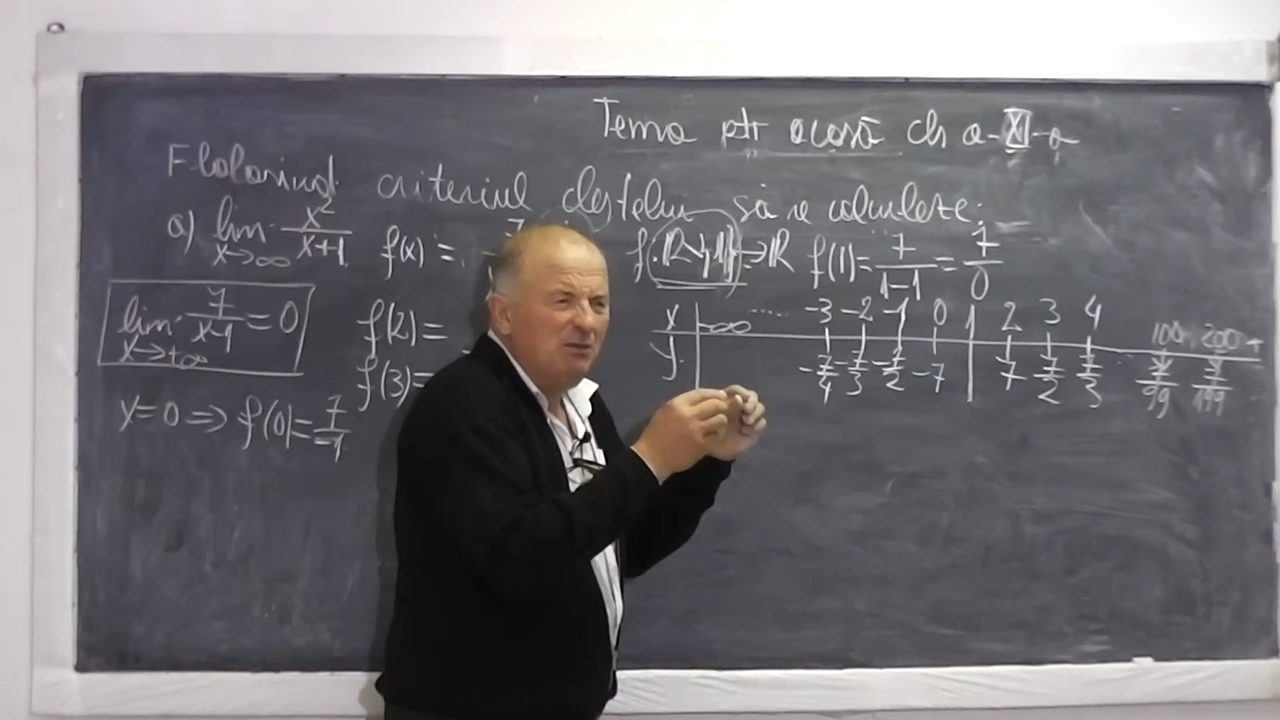 Tema ptr acasă cls a-XI-a
Folosind criteriul cleștelui să se calculeze:
a) lim x→∞ x²/x+1 f(x)= 7 f:R\{1}→R f(1)=7/1-1=7/0
lim x→+∞ 7/x-1=0
f(2)=
f(3)=
x=0 ⇒ f(0)=7/-1
x -∞ ..... -3 -2 -1 0 1 2 3 4 100 200 +
y -7/4 -7/3 -7/2 -7 7 7/2 7/3 7/99 7/199